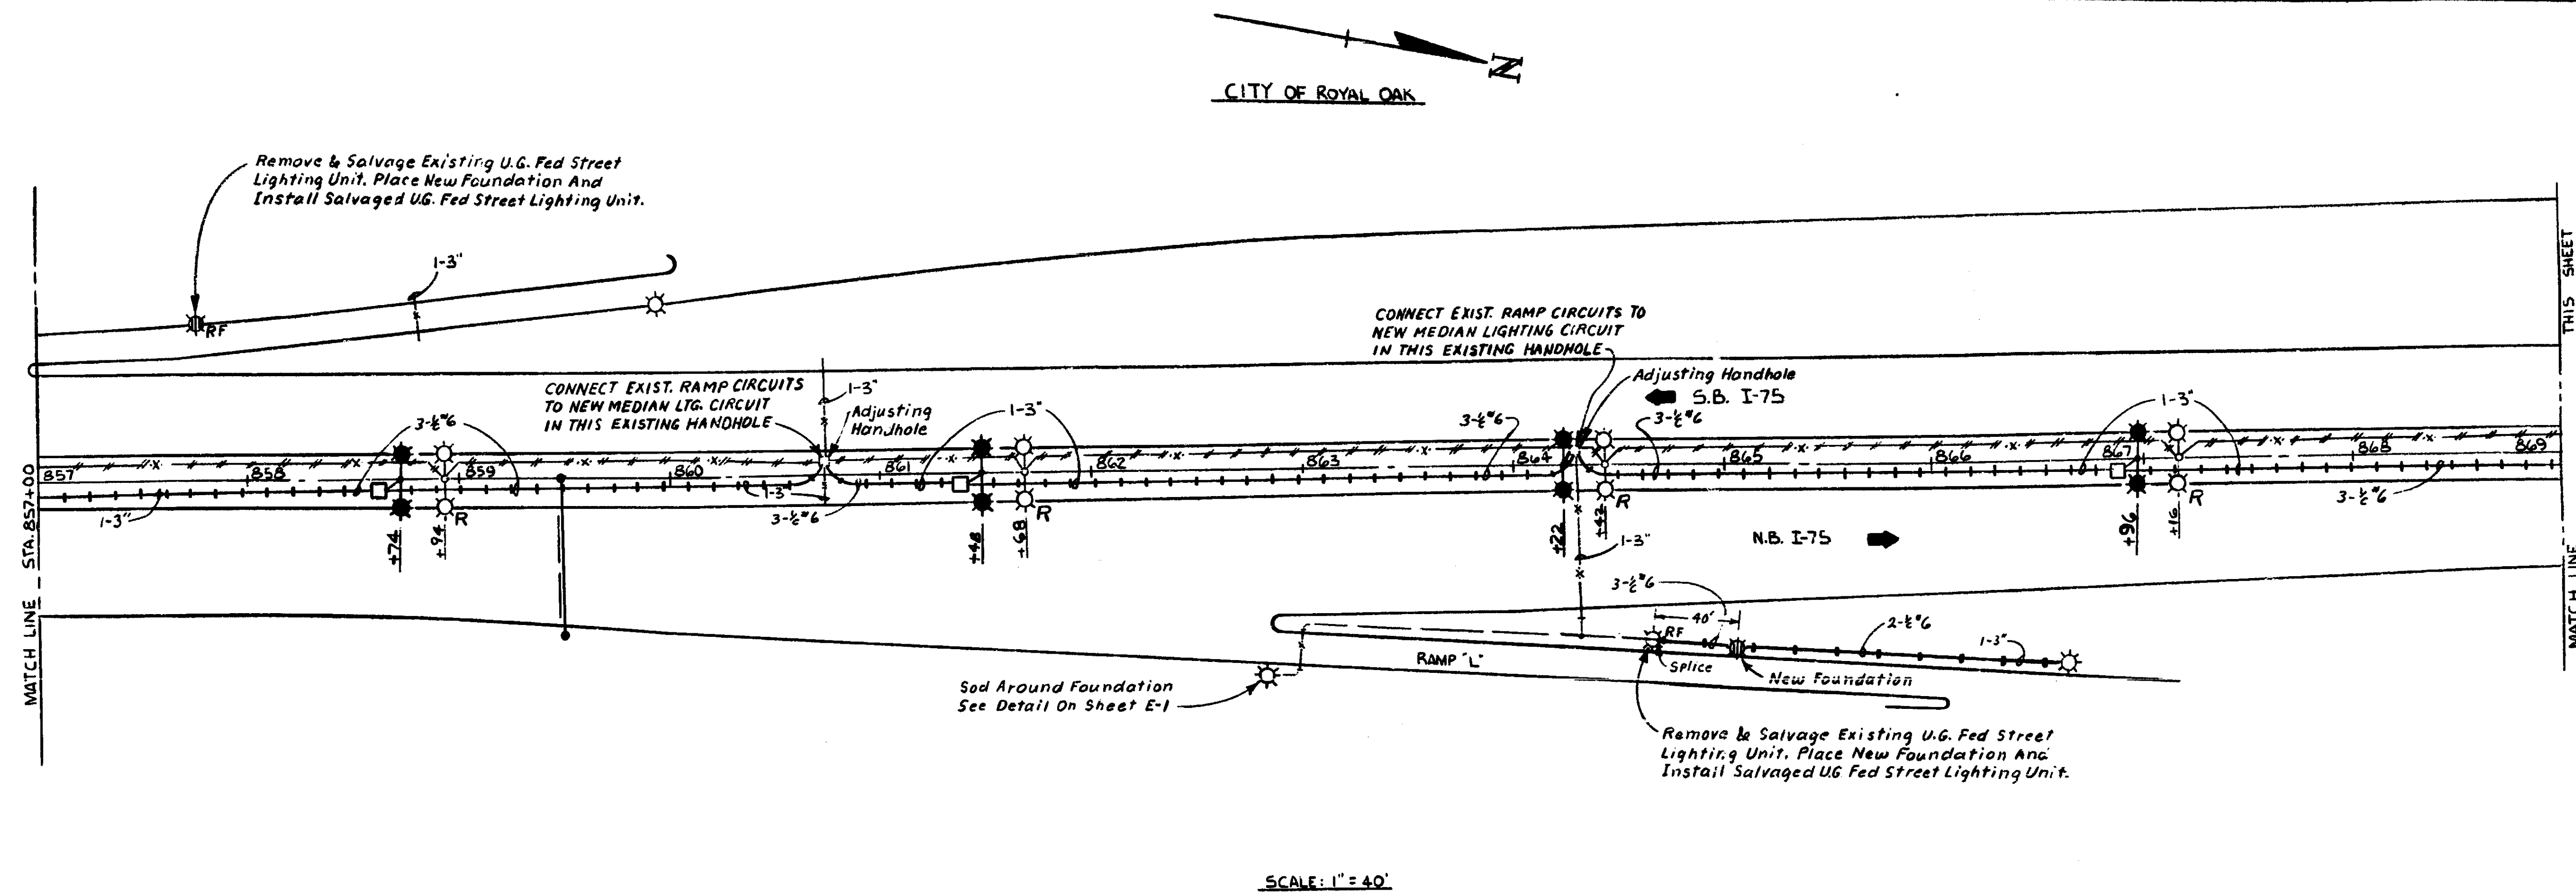 N
CITY OF ROYAL OAK
Remove & Salvage Existing U.G. Fed Street
Lighting Unit. Place New Foundation And
Install Salvaged U.G. Fed Street Lighting Unit.
1-3"
RF
CONNECT EXIST. RAMP CIRCUITS TO
NEW MEDIAN LIGHTING CIRCUIT
IN THIS EXISTING HANDHOLE
THIS SHEET
MATCH LINE
CONNECT EXIST. RAMP CIRCUITS
TO NEW MEDIAN LTG. CIRCUIT
IN THIS EXISTING HANDHOLE
1-3"
Adjusting
Handhole
Adjusting Handhole
S.B. I-75
3-1/c #6
1-3"
3-1/c #6
3-1/c #6
1-3"
857
858
859
860
861
862
863
864
865
866
867
868
869
1-3"
1-3"
3-1/c #6
3-1/c #6
R
R
R
R
+74
+94
+48
+68
+22
+42
+96
+16
MATCH LINE STA. 857+00
1-3"
N.B. I-75
3-1/c #6
40'
RF
2-1/c #6
1-3"
RAMP "L"
Splice
New Foundation
Sod Around Foundation
See Detail On Sheet E-1
Remove & Salvage Existing U.G. Fed Street
Lighting Unit. Place New Foundation And
Install Salvaged U.G. Fed Street Lighting Unit.
SCALE: 1" = 40'